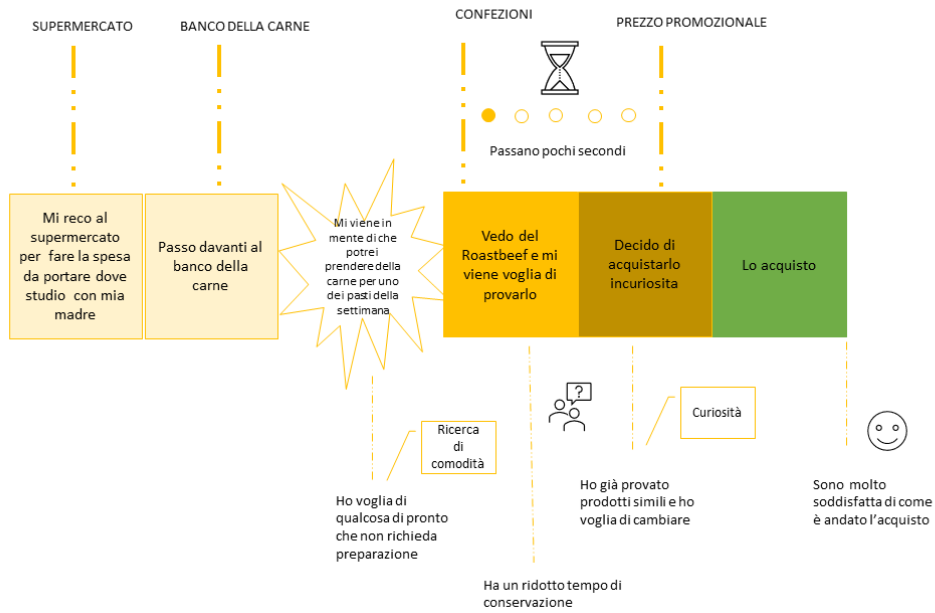 SUPERMERCATO
BANCO DELLA CARNE
CONFEZIONI
PREZZO PROMOZIONALE
Passano pochi secondi
Mi reco al
supermercato
per fare la spesa
da portare dove
studio con mia
madre
Passo davanti al
banco della
carne
Mi viene in
mente di che
potrei
prendere della
carne per uno
dei pasti della
settimana
Vedo del
Roastbeef e mi
viene voglia di
provarlo
Decido di
acquistarlo
incuriosita
Lo acquisto
Ricerca
di
comodità
?
Curiosità
Ho voglia di
qualcosa di pronto
che non richieda
preparazione
Ha un ridotto tempo di
conservazione
Ho già provato
prodotti simili e ho
voglia di cambiare
Sono molto
soddisfatta di come
è andato l'acquisto